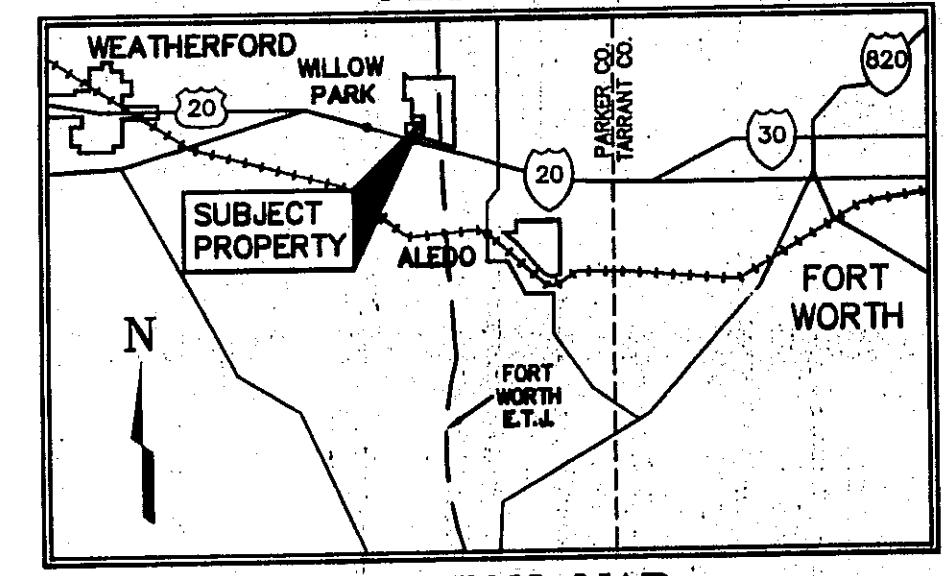 WEATHERFORD
WILLOW
PARK
20
820
30
PARKER CO.
TARRANT CO.
20
SUBJECT
PROPERTY
ALEDO
FORT
WORTH
N
FORT
WORTH
E.T.J.